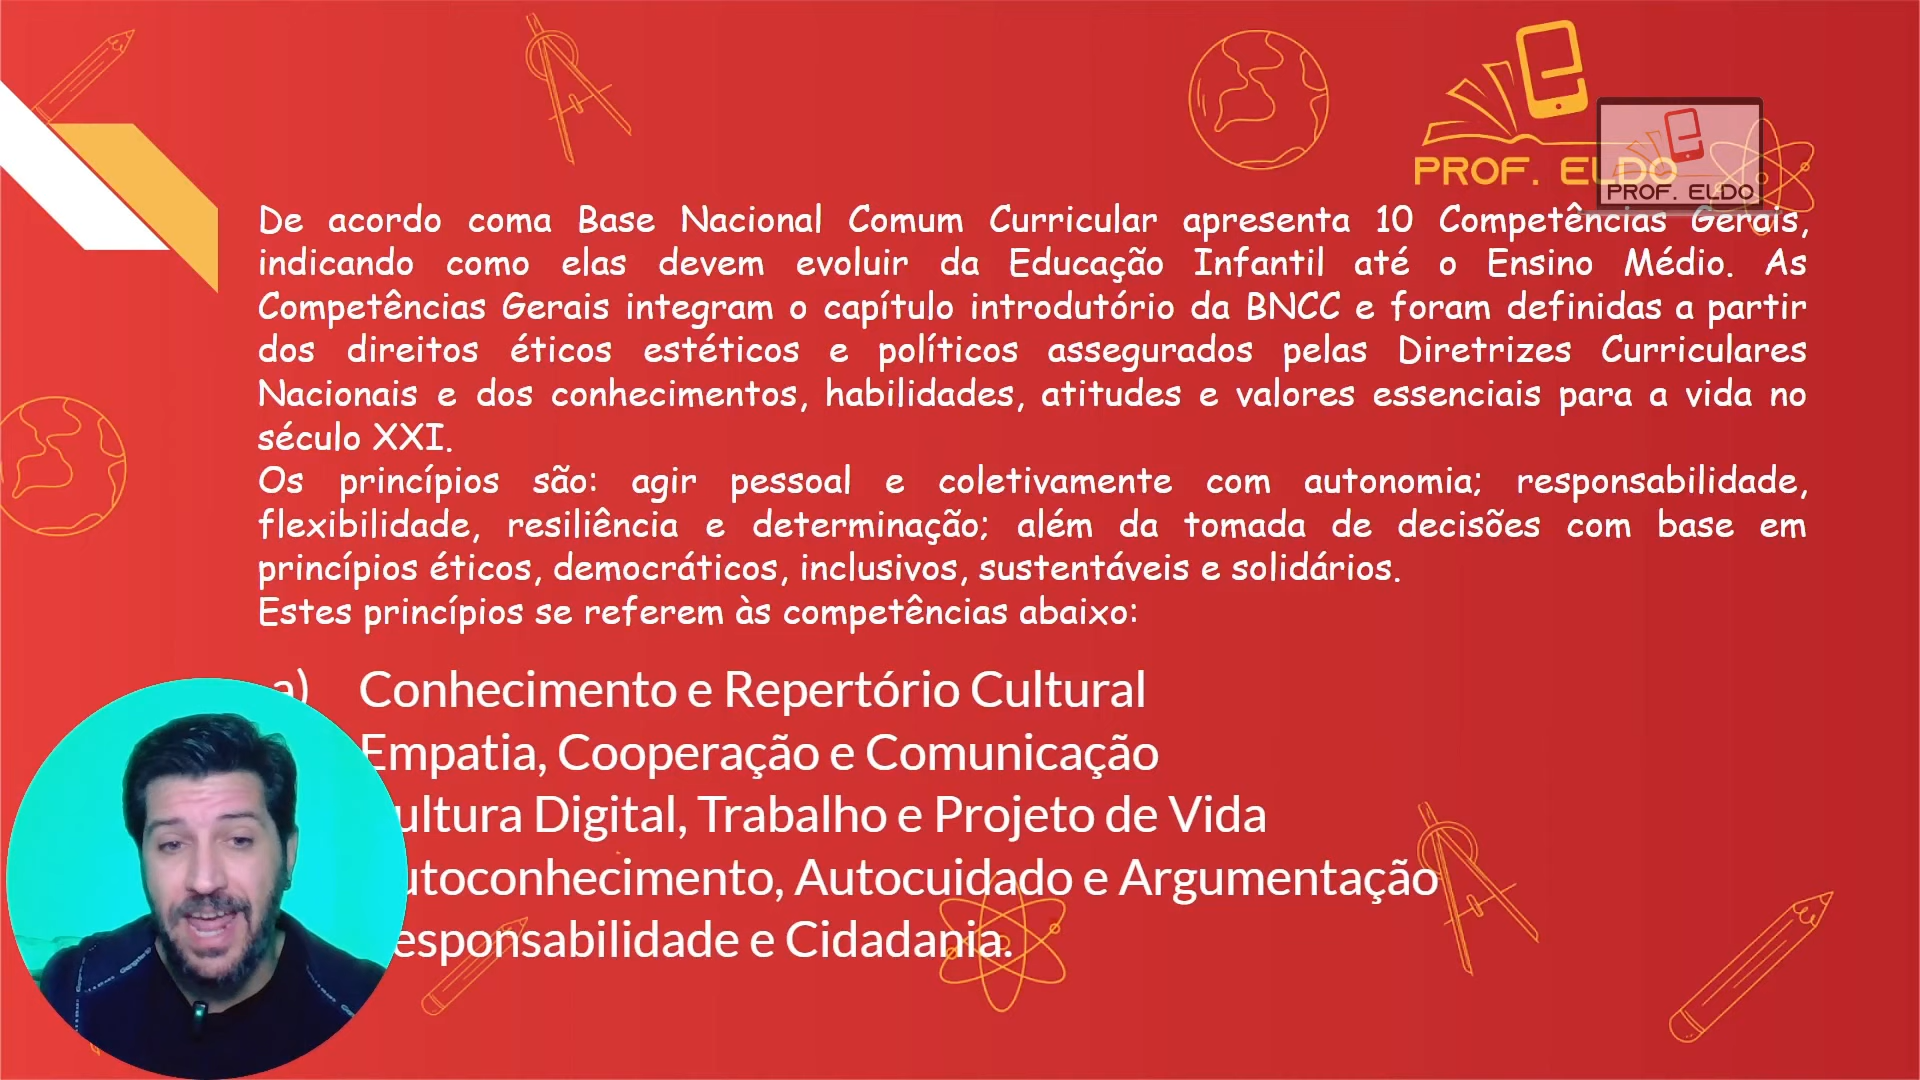 PROF. ELDO
PROF. ELDO
De acordo coma Base Nacional Comum Curricular apresenta 10 Competências Gerais,
indicando como elas devem evoluir da Educação Infantil até o Ensino Médio. As
Competências Gerais integram o capítulo introdutório da BNCC e foram definidas a partir
dos direitos éticos estéticos e políticos assegurados pelas Diretrizes Curriculares
Nacionais e dos conhecimentos, habilidades, atitudes e valores essenciais para a vida no
século XXI.
Os princípios são: agir pessoal e coletivamente com autonomia; responsabilidade,
flexibilidade, resiliência e determinação; além da tomada de decisões com base em
princípios éticos, democráticos, inclusivos, sustentáveis e solidários.
Estes princípios se referem às competências abaixo:
a) Conhecimento e Repertório Cultural
Empatia, Cooperação e Comunicação
ultura Digital, Trabalho e Projeto de Vida
utoconhecimento, Autocuidado e Argumentação
esponsabilidade e Cidadania.